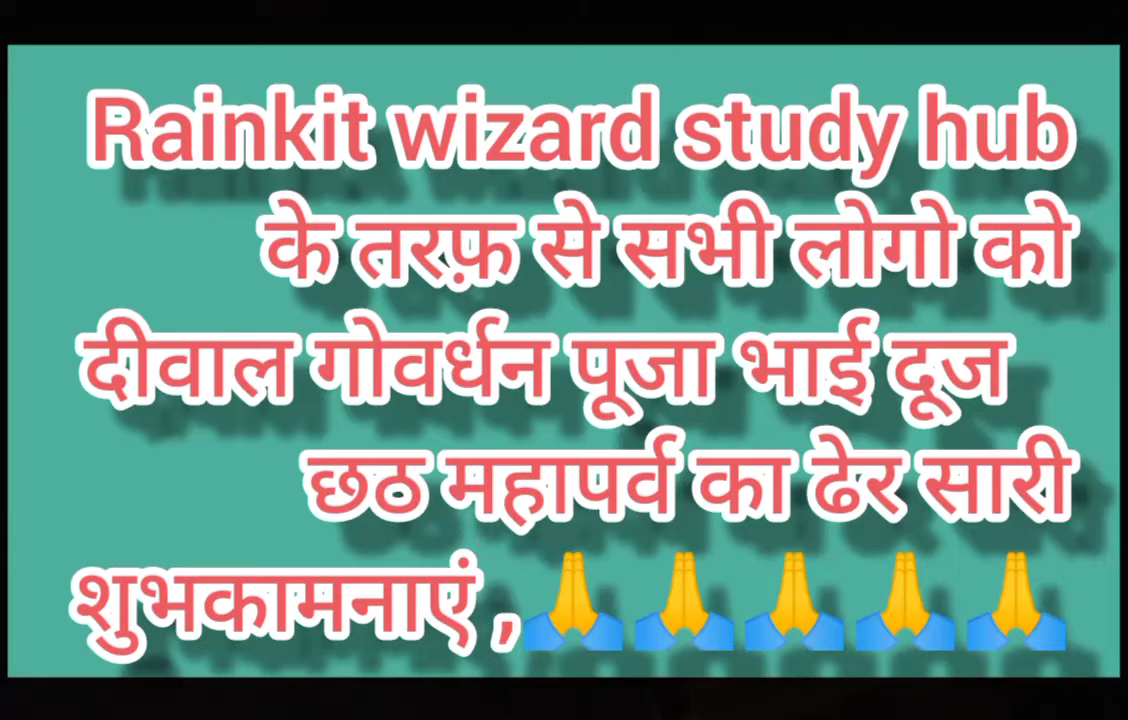 Rainkit wizard study hub
के तरफ़ से सभी लोगो को
दीवाल गोवर्धन पूजा भाई दूज
छठ महापर्व का ढेर सारी
शुभकामनाएं ,🙏🙏🙏🙏🙏